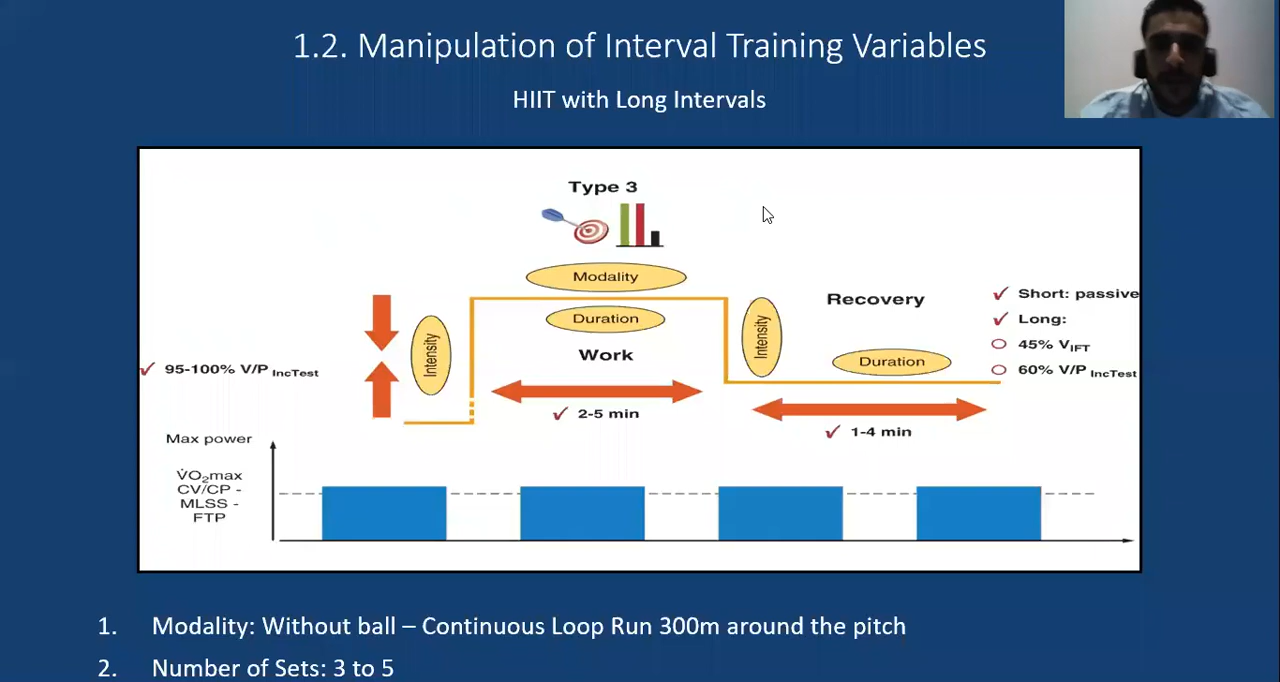 1.2. Manipulation of Interval Training Variables
HIIT with Long Intervals
Type 3
Modality
Duration
Work
Intensity
95-100% V/P IncTest
2-5 min
Intensity
Recovery
Duration
1-4 min
Short: passive
Long:
45% VIFT
60% V/P IncTest
Max power
V̇O2max
CV/CP -
MLSS -
FTP
1. Modality: Without ball – Continuous Loop Run 300m around the pitch
2. Number of Sets: 3 to 5